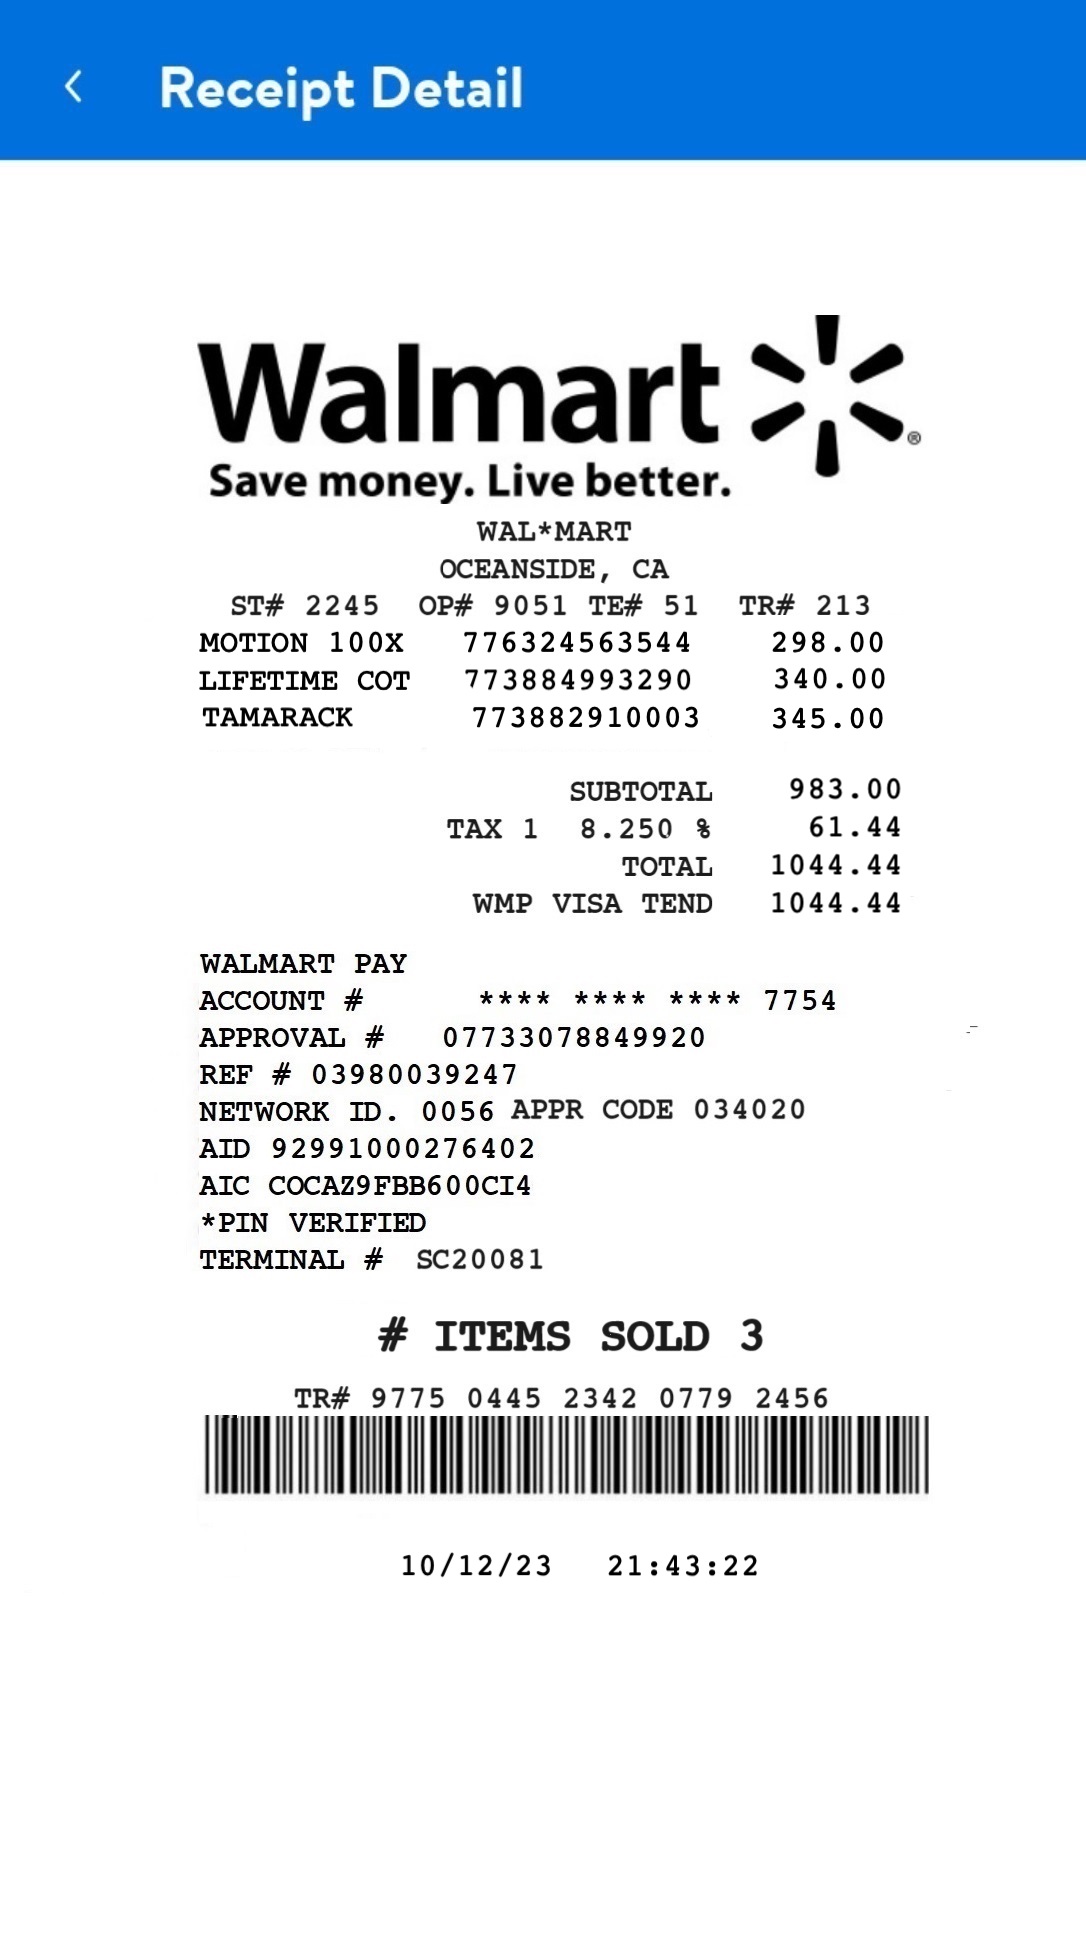 Receipt Detail
Walmart
Save money. Live better.
WAL*MART
OCEANSIDE, CA
ST# 2245 OP# 9051 TE# 51 TR# 213
MOTION 100X 776324563544 298.00
LIFETIME COT 773884993290 340.00
TAMARACK 773882910003 345.00
SUBTOTAL 983.00
TAX 1 8.250 % 61.44
TOTAL 1044.44
WMP VISA TEND 1044.44
WALMART PAY
ACCOUNT # **** **** **** 7754
APPROVAL # 07733078849920
REF # 03980039247
NETWORK ID. 0056 APPR CODE 034020
AID 92991000276402
AIC COCAZ9FBB600CI4
*PIN VERIFIED
TERMINAL # SC20081
# ITEMS SOLD 3
TR# 9775 0445 2342 0779 2456
10/12/23 21:43:22